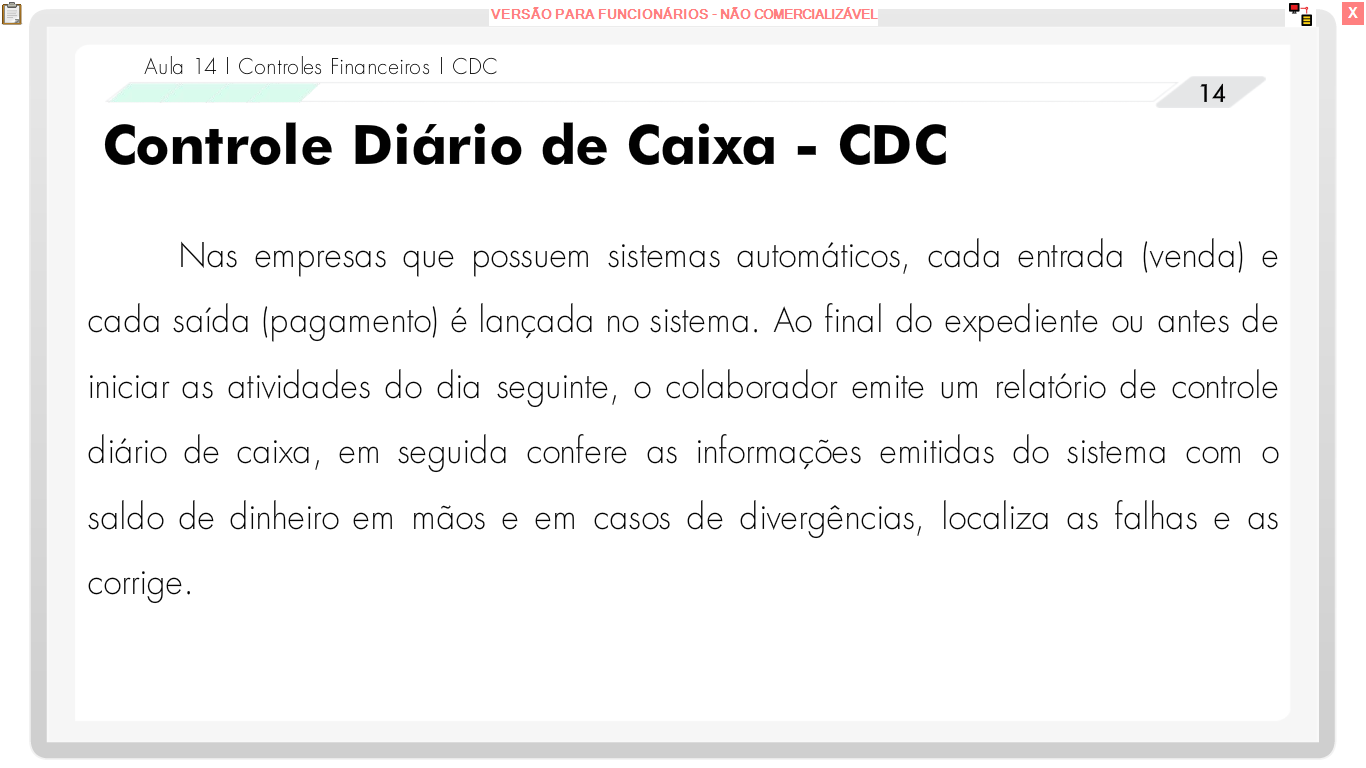 VERSÃO PARA FUNCIONÁRIOS - NÃO COMERCIALIZÁVEL
X
Aula 14 | Controles Financeiros | CDC
14
Controle Diário de Caixa - CDC
Nas empresas que possuem sistemas automáticos, cada entrada (venda) e
cada saída (pagamento) é lançada no sistema. Ao final do expediente ou antes de
iniciar as atividades do dia seguinte, o colaborador emite um relatório de controle
diário de caixa, em seguida confere as informações emitidas do sistema com o
saldo de dinheiro em mãos e em casos de divergências, localiza as falhas e as
corrige.